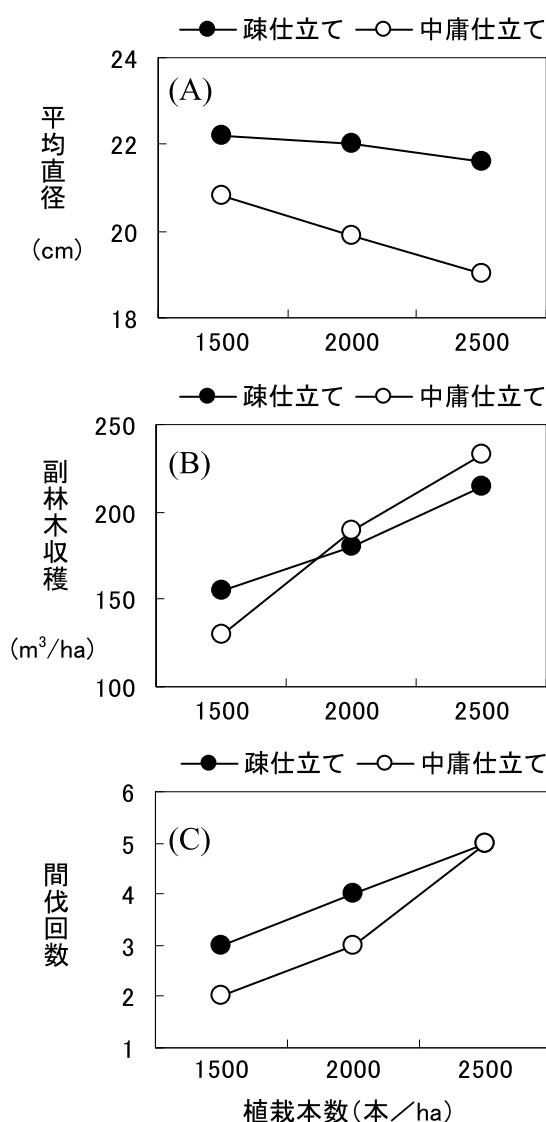 疎仕立て 中庸仕立て
(A)
平均直径
(cm)
24
22
20
18
1500 2000 2500
疎仕立て 中庸仕立て
(B)
副林木収穫
(m³/ha)
250
200
150
100
1500 2000 2500
疎仕立て 中庸仕立て
(C)
間伐回数
6
5
4
3
2
1
1500 2000 2500
植栽本数(本/ha)